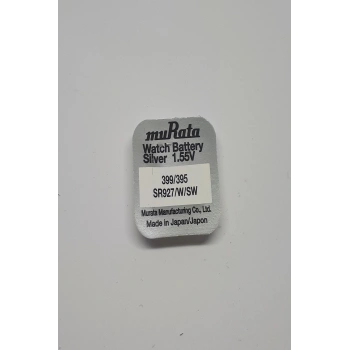 muRata
Watch Battery
Silver 1.55V
399/395
SR927/W/SW
Murata Manufacturing Co., Ltd.
Made in Japan/Japon